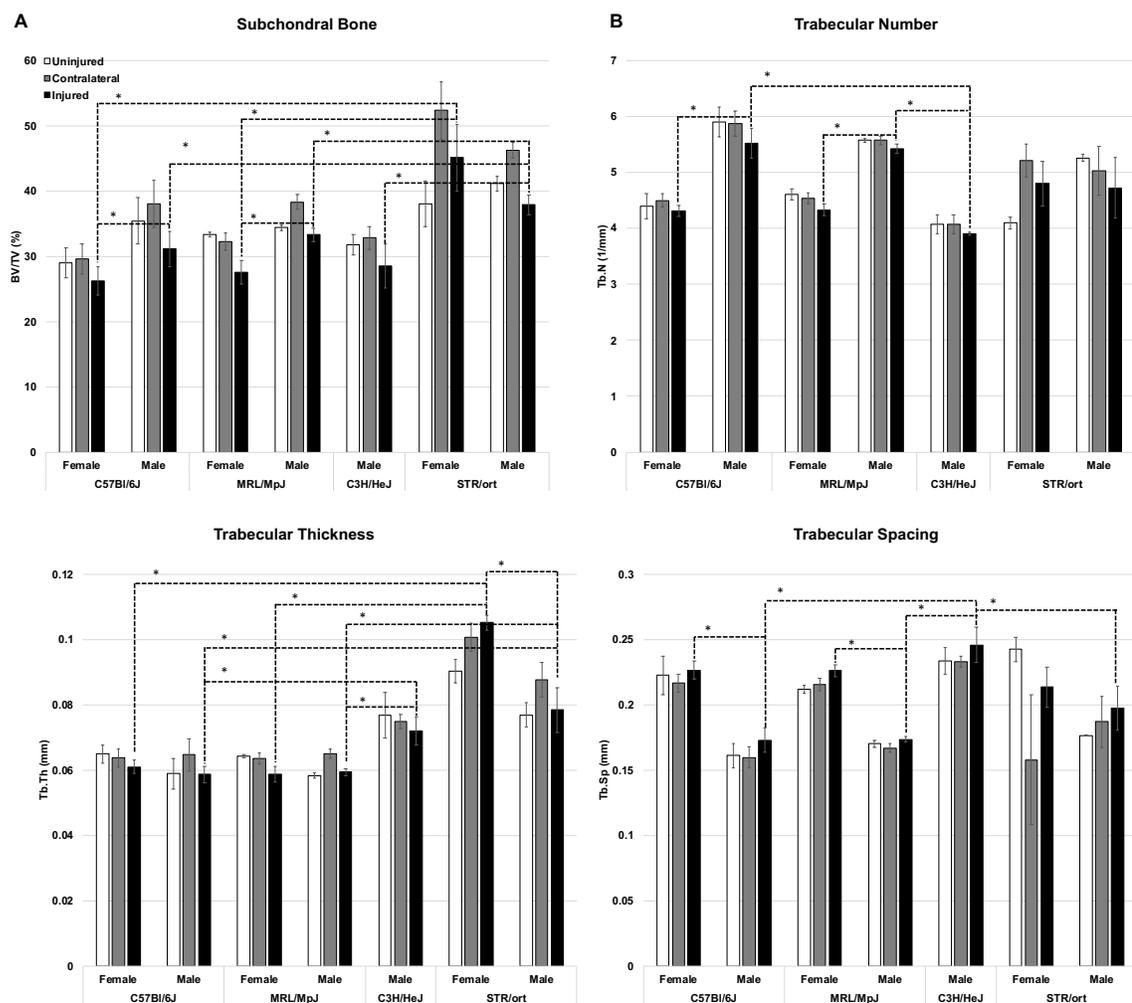 A
Subchondral Bone
60
50
40
30
20
10
0
BV/TV (%)
Uninjured
Contralateral
Injured
* * * * * * *
Female Male Female Male Male Female Male
C57Bl/6J MRL/MpJ C3H/HeJ STR/ort
B
Trabecular Number
7
6
5
4
3
2
1
0
Tb.N (1/mm)
* * * *
Female Male Female Male Male Female Male
C57Bl/6J MRL/MpJ C3H/HeJ STR/ort
Trabecular Thickness
0.12
0.1
0.08
0.06
0.04
0.02
0
Tb.Th (mm)
* * * * * * * *
Female Male Female Male Male Female Male
C57Bl/6J MRL/MpJ C3H/HeJ STR/ort
Trabecular Spacing
0.3
0.25
0.2
0.15
0.1
0.05
0
Tb.Sp (mm)
* * * * *
Female Male Female Male Male Female Male
C57Bl/6J MRL/MpJ C3H/HeJ STR/ort